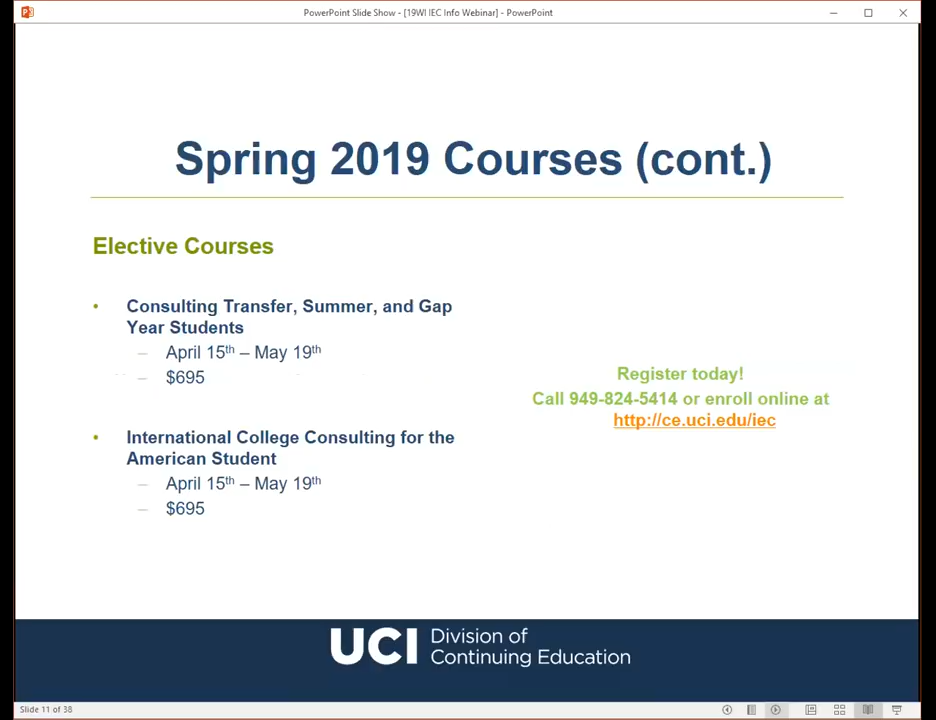 PowerPoint Slide Show - [19WI IEC Info Webinar] - PowerPoint
Spring 2019 Courses (cont.)
Elective Courses
• Consulting Transfer, Summer, and Gap
Year Students
– April 15th – May 19th
– $695
• International College Consulting for the
American Student
– April 15th – May 19th
– $695
Register today!
Call 949-824-5414 or enroll online at
http://ce.uci.edu/iec
UCI Division of
Continuing Education
Slide 11 of 38